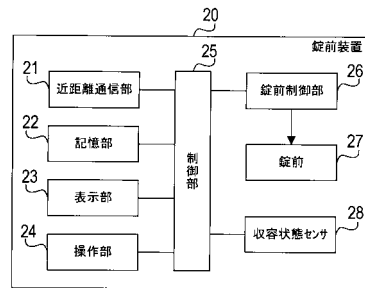 20
錠前装置
21
近距離通信部
22
記憶部
23
表示部
24
操作部
25
制御部
26
錠前制御部
27
錠前
28
収容状態センサ